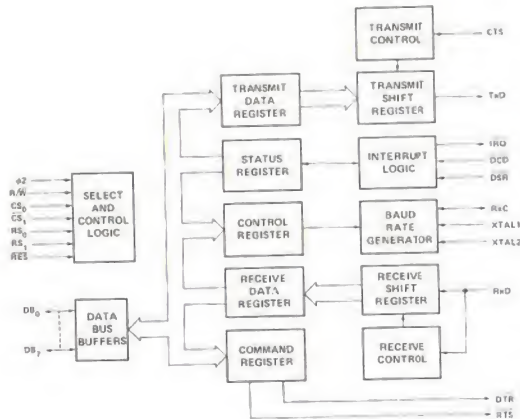 TRANSMIT
CONTROL
CTS
TRANSMIT
DATA
REGISTER
TRANSMIT
SHIFT
REGISTER
TxD
STATUS
REGISTER
INTERRUPT
LOGIC
IRQ
DCD
DSR
φ2
R/W
CS0
CS1
RS0
RS1
RES
SELECT
AND
CONTROL
LOGIC
CONTROL
REGISTER
BAUD
RATE
GENERATOR
RxC
XTAL1
XTAL2
RECEIVE
DATA
REGISTER
RECEIVE
SHIFT
REGISTER
RxD
DB0
DB7
DATA
BUS
BUFFERS
COMMAND
REGISTER
RECEIVE
CONTROL
DTR
RTS